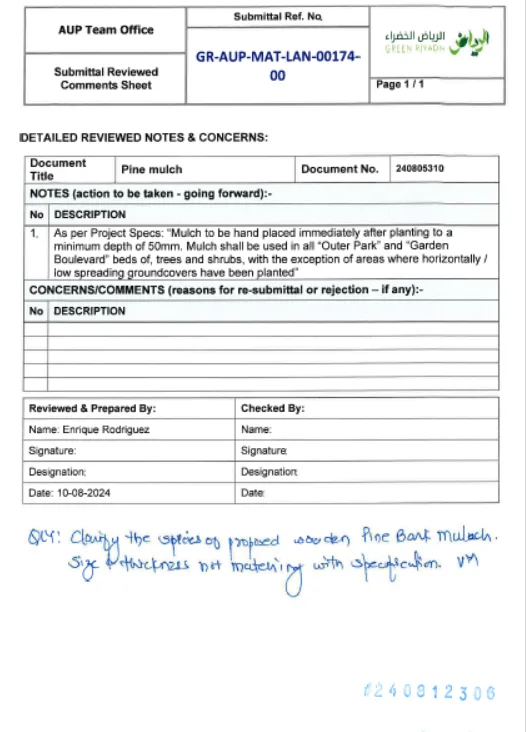 AUP Team Office
Submittal Ref. No.
GR-AUP-MAT-LAN-00174-
00
الرياض الخضراء
GREEN RIYADH
الرياض
Submittal Reviewed
Comments Sheet
Page 1 / 1
DETAILED REVIEWED NOTES & CONCERNS:
Document
Title
Pine mulch
Document No.
240805310
NOTES (action to be taken - going forward):-
No DESCRIPTION
1. As per Project Specs: "Mulch to be hand placed immediately after planting to a
minimum depth of 50mm. Mulch shall be used in all "Outer Park" and "Garden
Boulevard" beds of, trees and shrubs, with the exception of areas where horizontally /
low spreading groundcovers have been planted"
CONCERNS/COMMENTS (reasons for re-submittal or rejection – if any):-
No DESCRIPTION
Reviewed & Prepared By: Checked By:
Name: Enrique Rodriguez Name:
Signature: Signature:
Designation: Designation:
Date: 10-08-2024 Date:
Clarify the species of proposed wooden Pine Bark Mulach.
Size & thickness not matching with specification. VM
#240812306